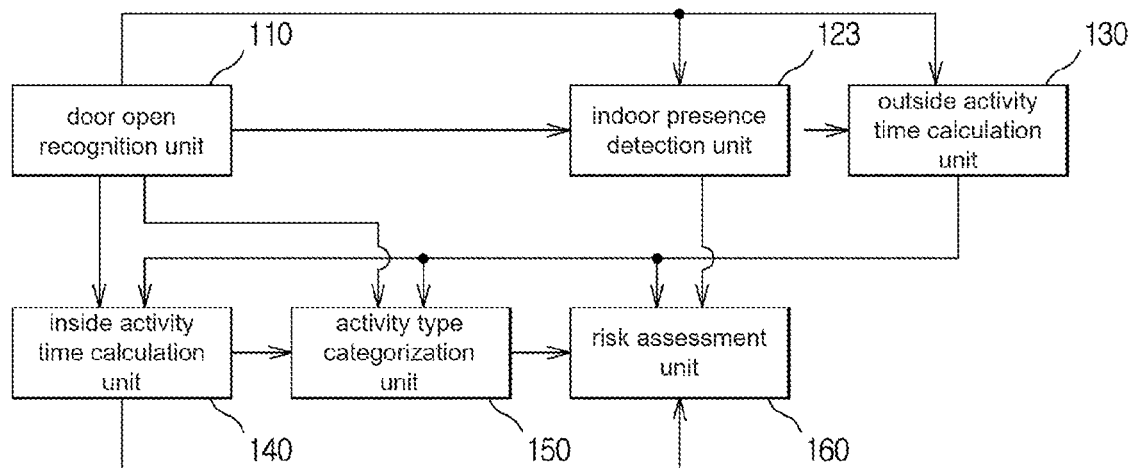 110
123
130
door open
recognition unit
indoor presence
detection unit
outside activity
time calculation
unit
inside activity
time calculation
unit
activity type
categorization
unit
risk assessment
unit
140
150
160